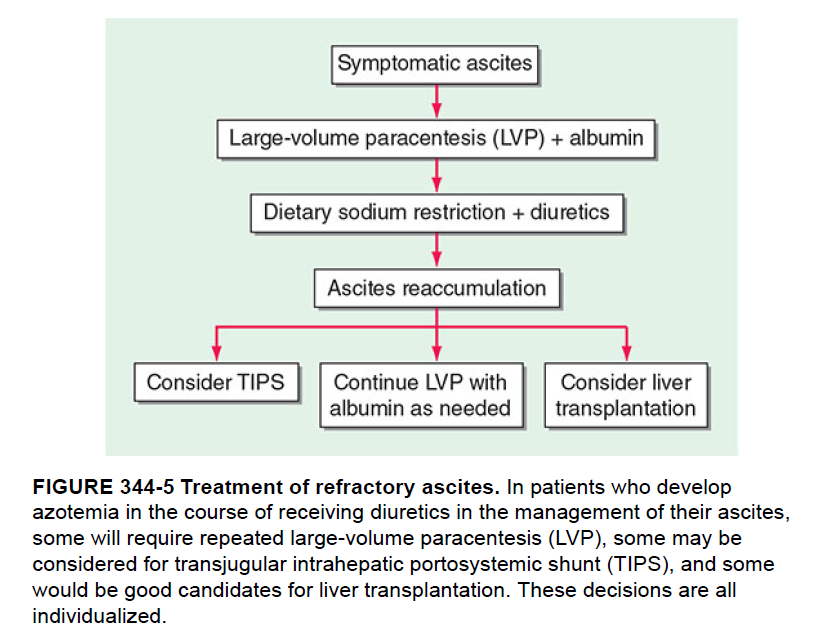 Symptomatic ascites
Large-volume paracentesis (LVP) + albumin
Dietary sodium restriction + diuretics
Ascites reaccumulation
Consider TIPS
Continue LVP with
albumin as needed
Consider liver
transplantation
FIGURE 344-5 Treatment of refractory ascites. In patients who develop
azotemia in the course of receiving diuretics in the management of their ascites,
some will require repeated large-volume paracentesis (LVP), some may be
considered for transjugular intrahepatic portosystemic shunt (TIPS), and some
would be good candidates for liver transplantation. These decisions are all
individualized.